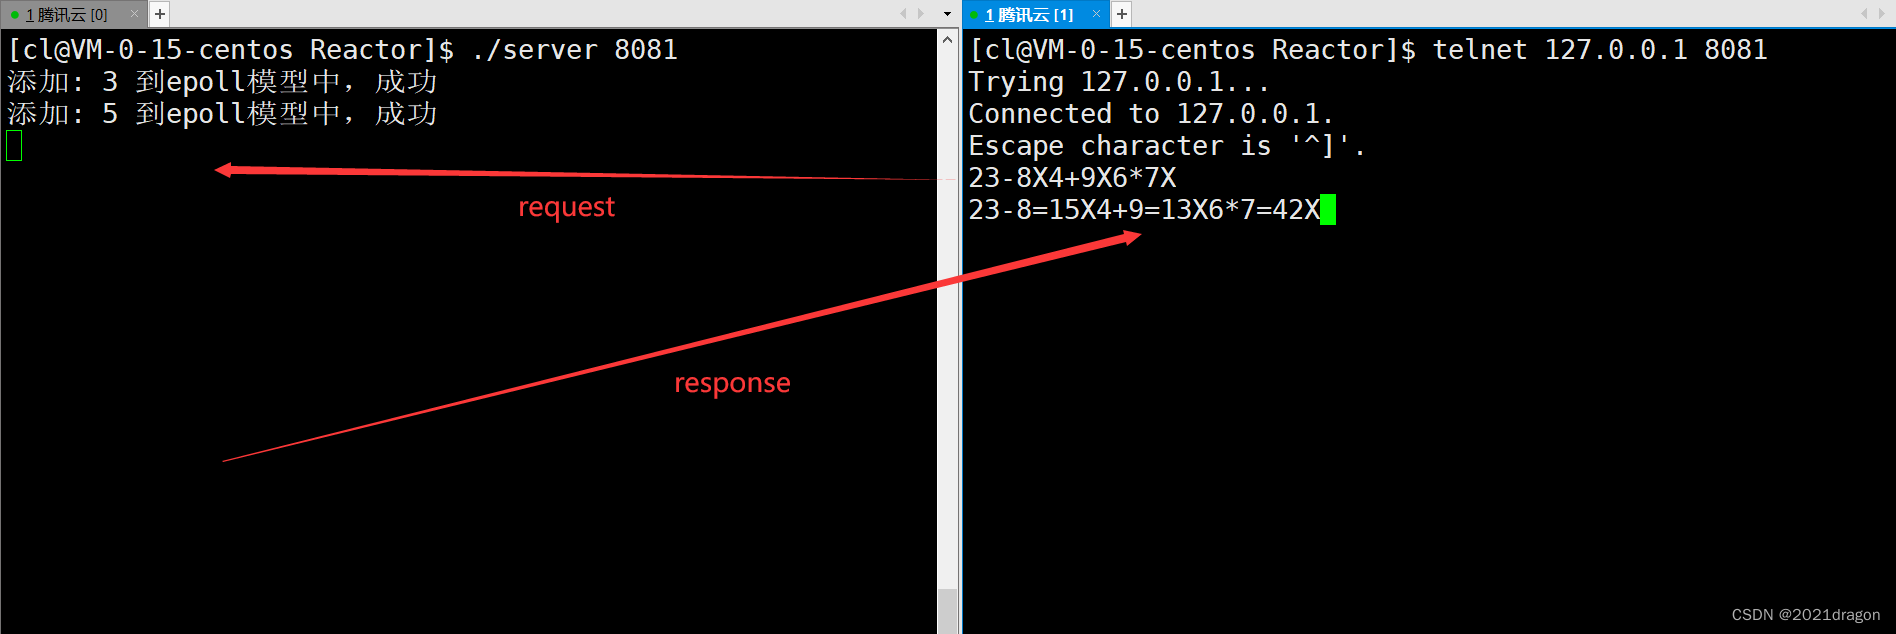 1 腾讯云 [0]
[cl@VM-0-15-centos Reactor]$ ./server 8081
添加: 3 到epoll模型中，成功
添加: 5 到epoll模型中，成功
request
response
1 腾讯云 [1]
[cl@VM-0-15-centos Reactor]$ telnet 127.0.0.1 8081
Trying 127.0.0.1...
Connected to 127.0.0.1.
Escape character is '^]'.
23-8X4+9X6*7X
23-8=15X4+9=13X6*7=42X
CSDN @2021dragon